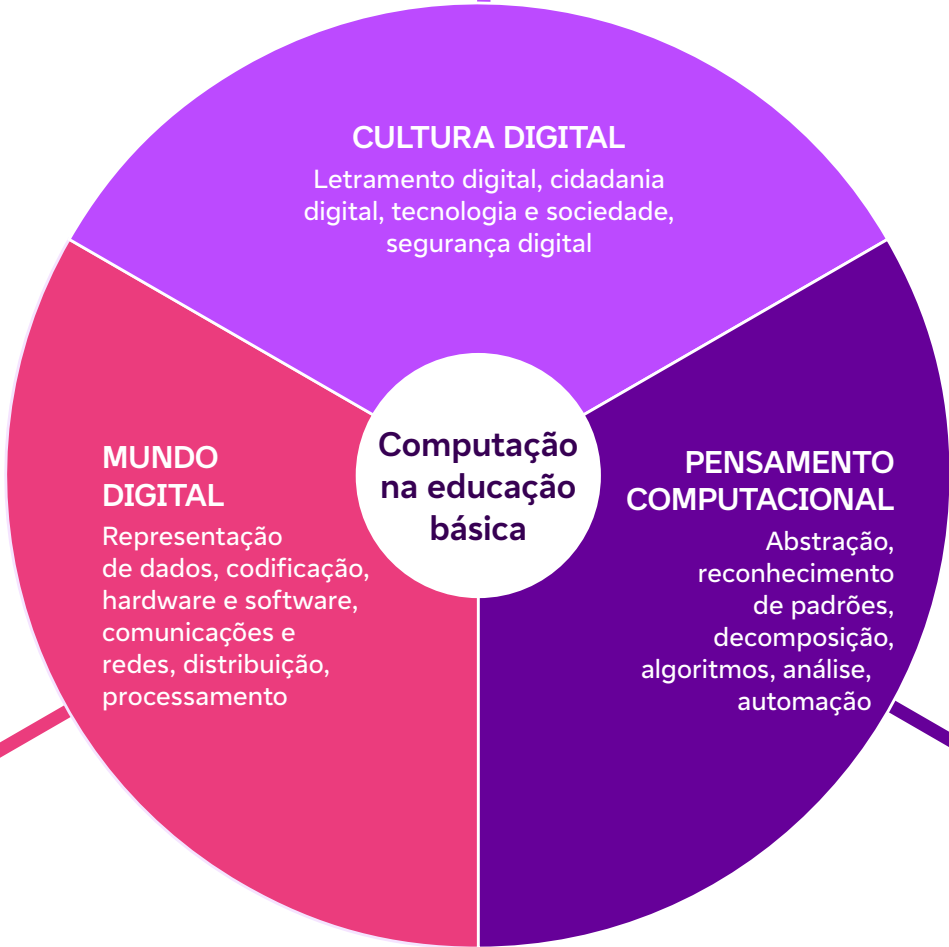 CULTURA DIGITAL
Letramento digital, cidadania
digital, tecnologia e sociedade,
segurança digital
Computação
na educação
básica
MUNDO
DIGITAL
Representação
de dados, codificação,
hardware e software,
comunicações e
redes, distribuição,
processamento
PENSAMENTO
COMPUTACIONAL
Abstração,
reconhecimento
de padrões,
decomposição,
algoritmos, análise,
automação